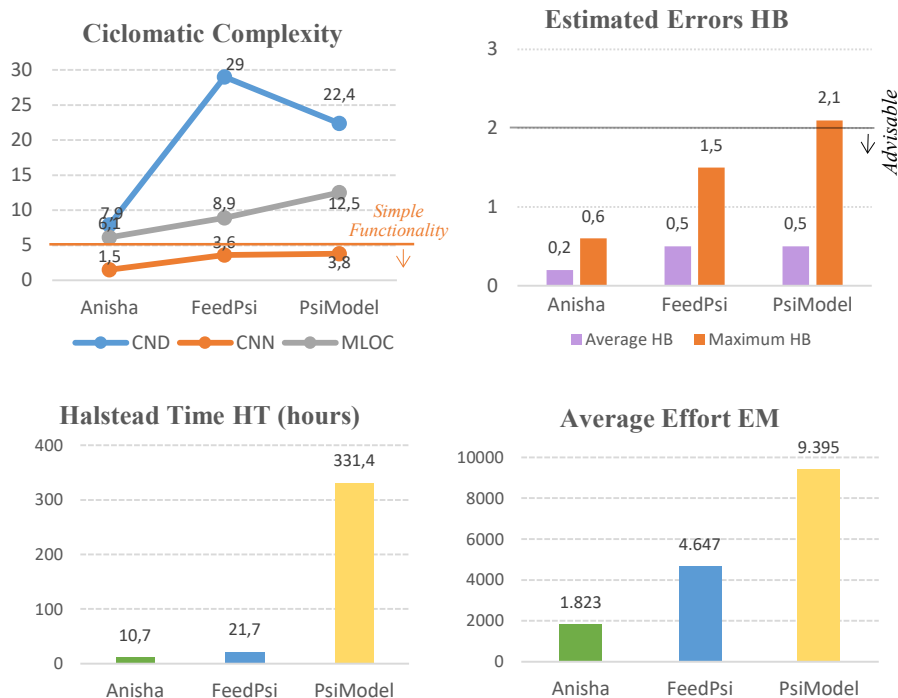 Ciclomatic Complexity
30
25
20
15
10
5
0
29
22,4
7,9
6,1
8,9
12,5
1,5
3,6
3,8
Simple
Functionality
Anisha
FeedPsi
PsiModel
CND
CNN
MLOC
Estimated Errors HB
3
2
1
0
0,2
0,6
0,5
1,5
0,5
2,1
Advisable
Anisha
FeedPsi
PsiModel
Average HB
Maximum HB
Halstead Time HT (hours)
400
300
200
100
0
10,7
21,7
331,4
Anisha
FeedPsi
PsiModel
Average Effort EM
10000
8000
6000
4000
2000
0
1.823
4.647
9.395
Anisha
FeedPsi
PsiModel